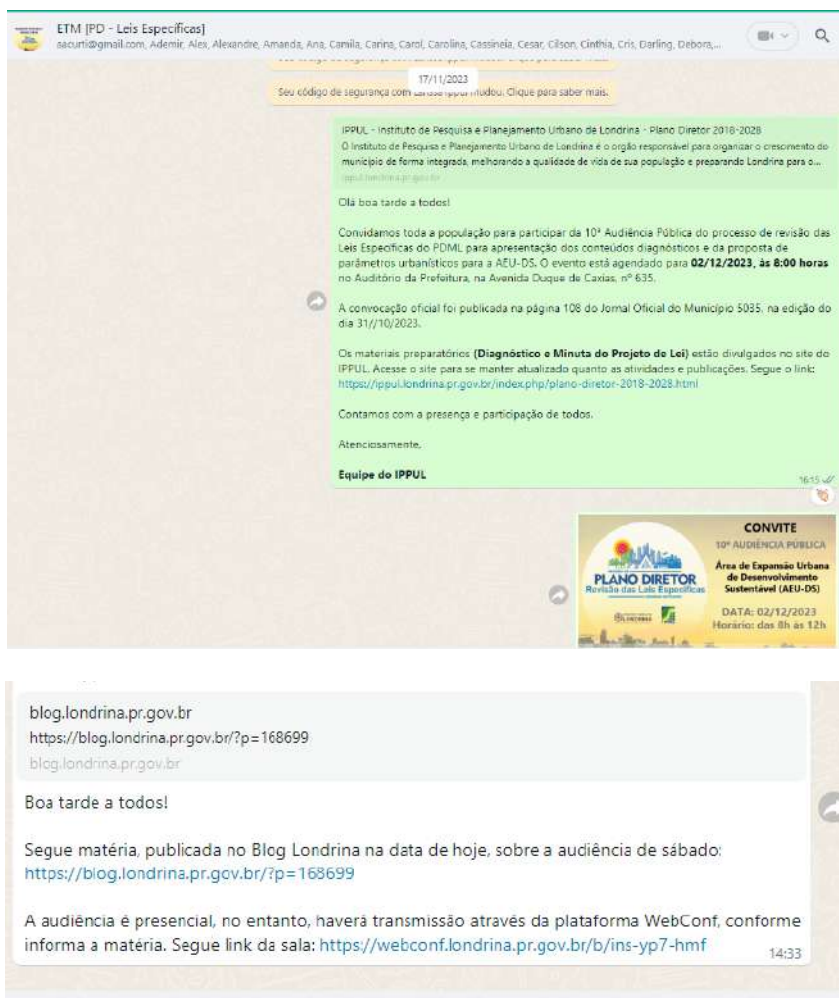 ETM [PD - Leis Específicas]
sacurti@gmail.com, Ademir, Alex, Alexandre, Amanda, Ana, Camila, Carina, Carol, Carolina, Cassineia, Cesar, Cilson, Cinthia, Cris, Darling, Debora,...
17/11/2023
Seu código de segurança com Larissa Ippul mudou. Clique para saber mais.
IPPUL - Instituto de Pesquisa e Planejamento Urbano de Londrina - Plano Diretor 2018-2028
O Instituto de Pesquisa e Planejamento Urbano de Londrina é o orgão responsável para organizar o crescimento do
município de forma integrada, melhorando a qualidade de vida de sua população e preparando Londrina para o...
ippul.londrina.pr.gov.br
Olá boa tarde a todos!
Convidamos toda a população para participar da 10ª Audiência Pública do processo de revisão das
Leis Específicas do PDML para apresentação dos conteúdos diagnósticos e da proposta de
parâmetros urbanísticos para a AEU-DS. O evento está agendado para 02/12/2023, às 8:00 horas
no Auditório da Prefeitura, na Avenida Duque de Caxias, nº 635.
A convocação oficial foi publicada na página 108 do Jornal Oficial do Município 5035, na edição do
dia 31//10/2023.
Os materiais preparatórios (Diagnóstico e Minuta do Projeto de Lei) estão divulgados no site do
IPPUL. Acesse o site para se manter atualizado quanto as atividades e publicações. Segue o link:
https://ippul.londrina.pr.gov.br/index.php/plano-diretor-2018-2028.html
Contamos com a presença e participação de todos.
Atenciosamente,
Equipe do IPPUL
16:15
PLANO DIRETOR
Revisão das Leis Específicas
LONDRINA
CONVITE
10ª AUDIÊNCIA PÚBLICA
Área de Expansão Urbana
de Desenvolvimento
Sustentável (AEU-DS)
DATA: 02/12/2023
Horário: das 8h às 12h
blog.londrina.pr.gov.br
https://blog.londrina.pr.gov.br/?p=168699
blog.londrina.pr.gov.br
Boa tarde a todos!
Segue matéria, publicada no Blog Londrina na data de hoje, sobre a audiência de sábado:
https://blog.londrina.pr.gov.br/?p=168699
A audiência é presencial, no entanto, haverá transmissão através da plataforma WebConf, conforme
informa a matéria. Segue link da sala: https://webconf.londrina.pr.gov.br/b/ins-yp7-hmf
14:33